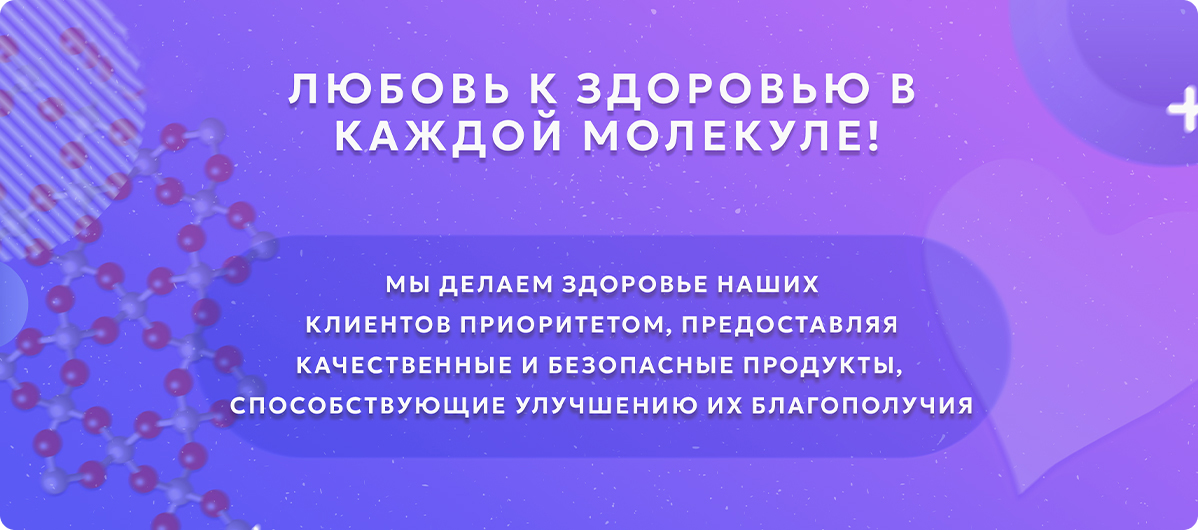 ЛЮБОВЬ К ЗДОРОВЬЮ В
КАЖДОЙ МОЛЕКУЛЕ!
МЫ ДЕЛАЕМ ЗДОРОВЬЕ НАШИХ
КЛИЕНТОВ ПРИОРИТЕТОМ, ПРЕДОСТАВЛЯЯ
КАЧЕСТВЕННЫЕ И БЕЗОПАСНЫЕ ПРОДУКТЫ,
СПОСОБСТВУЮЩИЕ УЛУЧШЕНИЮ ИХ БЛАГОПОЛУЧИЯ